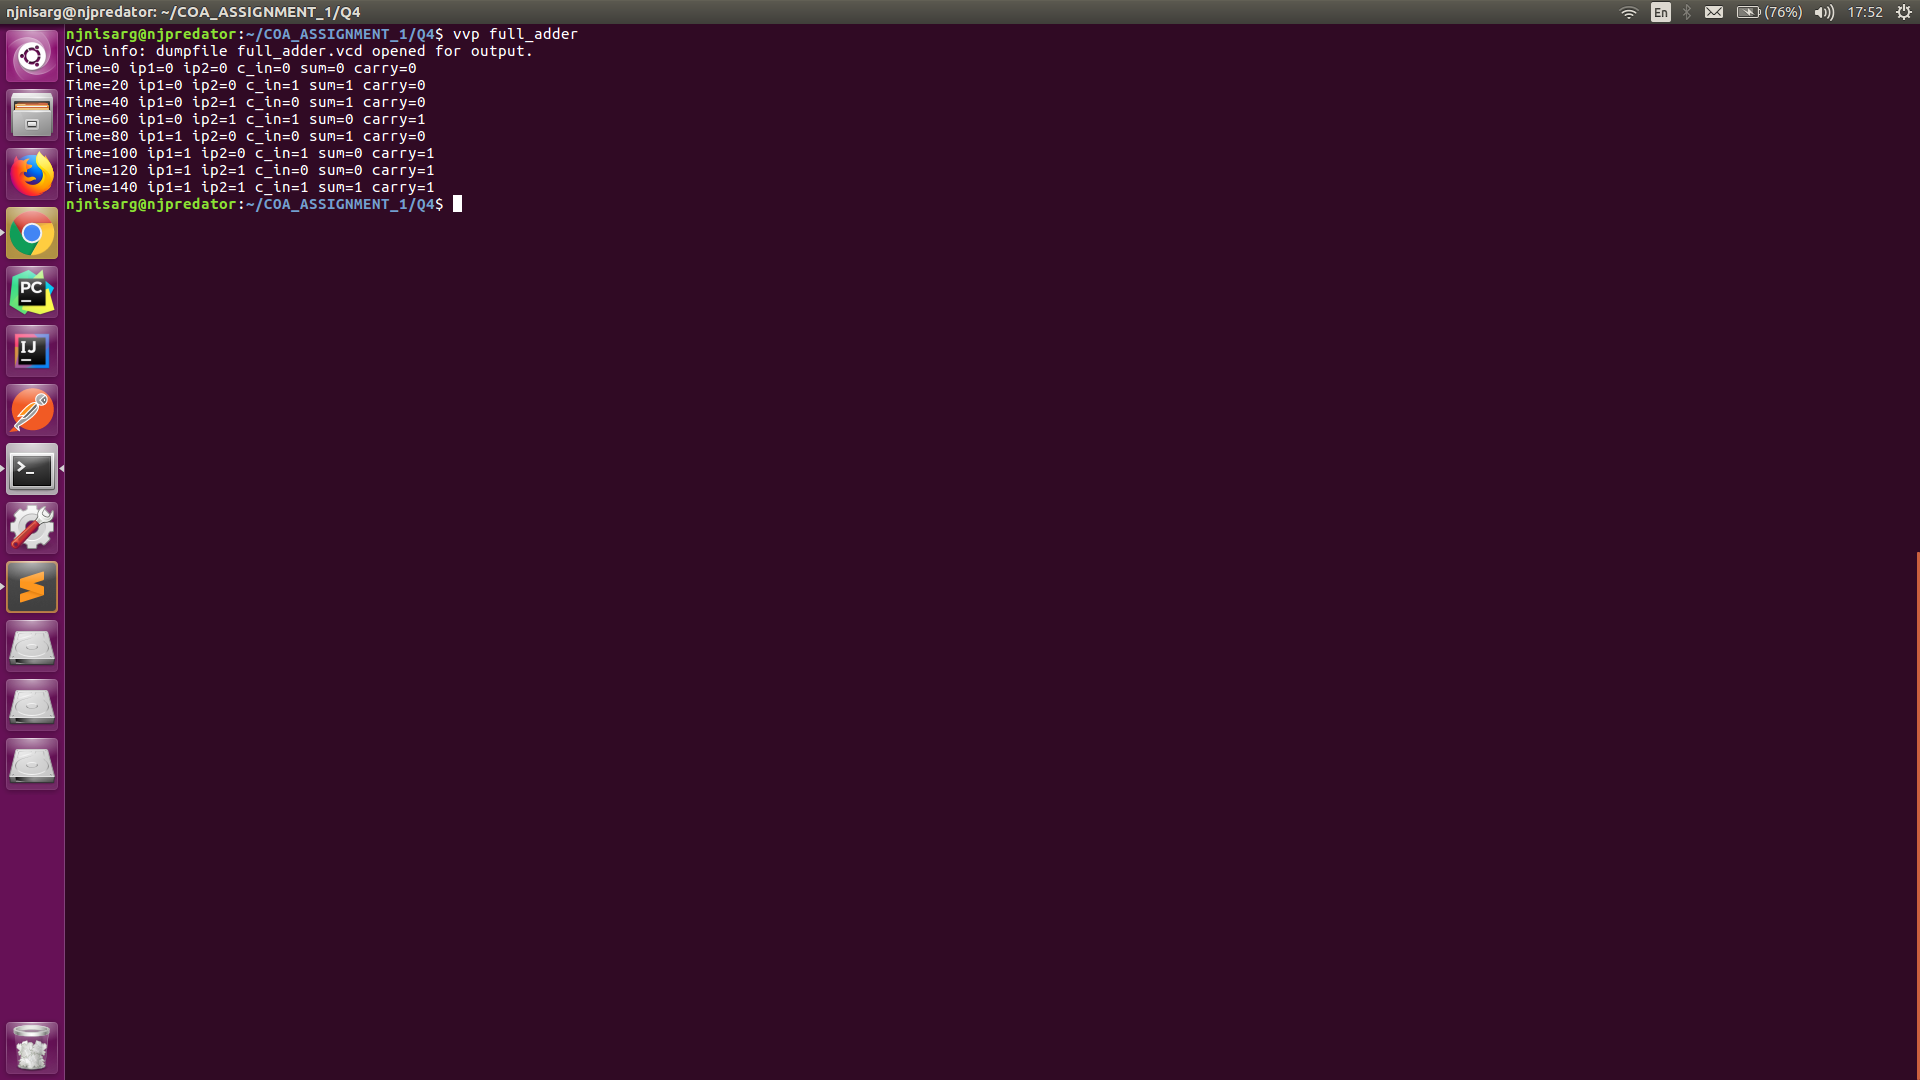 njnisarg@njpredator: ~/COA_ASSIGNMENT_1/Q4
En
(76%)
17:52
njnisarg@njpredator:~/COA_ASSIGNMENT_1/Q4$ vvp full_adder
VCD info: dumpfile full_adder.vcd opened for output.
Time=0 ip1=0 ip2=0 c_in=0 sum=0 carry=0
Time=20 ip1=0 ip2=0 c_in=1 sum=1 carry=0
Time=40 ip1=0 ip2=1 c_in=0 sum=1 carry=0
Time=60 ip1=0 ip2=1 c_in=1 sum=0 carry=1
Time=80 ip1=1 ip2=0 c_in=0 sum=1 carry=0
Time=100 ip1=1 ip2=0 c_in=1 sum=0 carry=1
Time=120 ip1=1 ip2=1 c_in=0 sum=0 carry=1
Time=140 ip1=1 ip2=1 c_in=1 sum=1 carry=1
njnisarg@njpredator:~/COA_ASSIGNMENT_1/Q4$
PC
IJ
>_